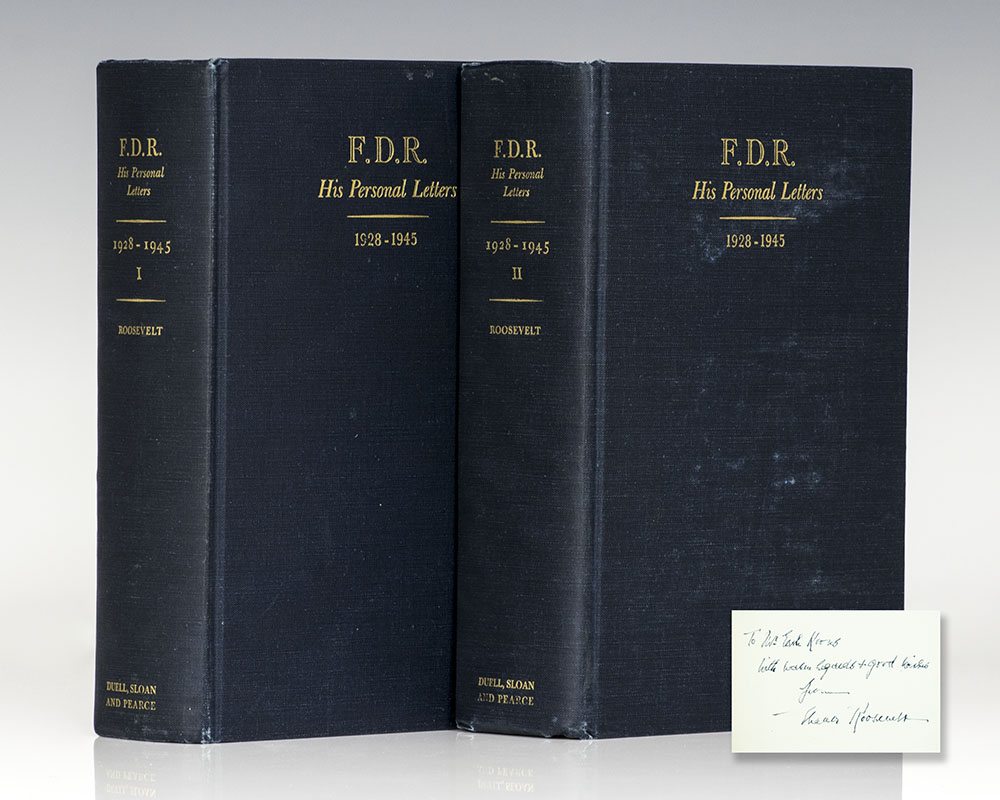 F.D.R.
His Personal
Letters
1928-1945
I
ROOSEVELT
DUELL, SLOAN
AND PEARCE
F.D.R.
His Personal Letters
1928-1945
F.D.R.
His Personal
Letters
1928-1945
II
ROOSEVELT
DUELL, SLOAN
AND PEARCE
F.D.R.
His Personal Letters
1928-1945
To
with warm regards + good wishes
from
Eleanor Roosevelt